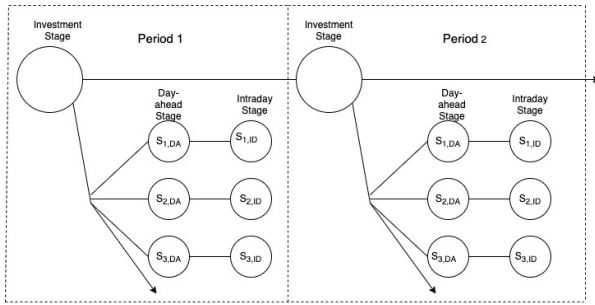 Investment
Stage
Period 1
Investment
Stage
Period 2
Day-
ahead
Stage
Intraday Stage
Day-
ahead
Stage
Intraday Stage
S1,DA
S1,ID
S1,DA
S1,ID
S2,DA
S2,ID
S2,DA
S2,ID
S3,DA
S3,ID
S3,DA
S3,ID